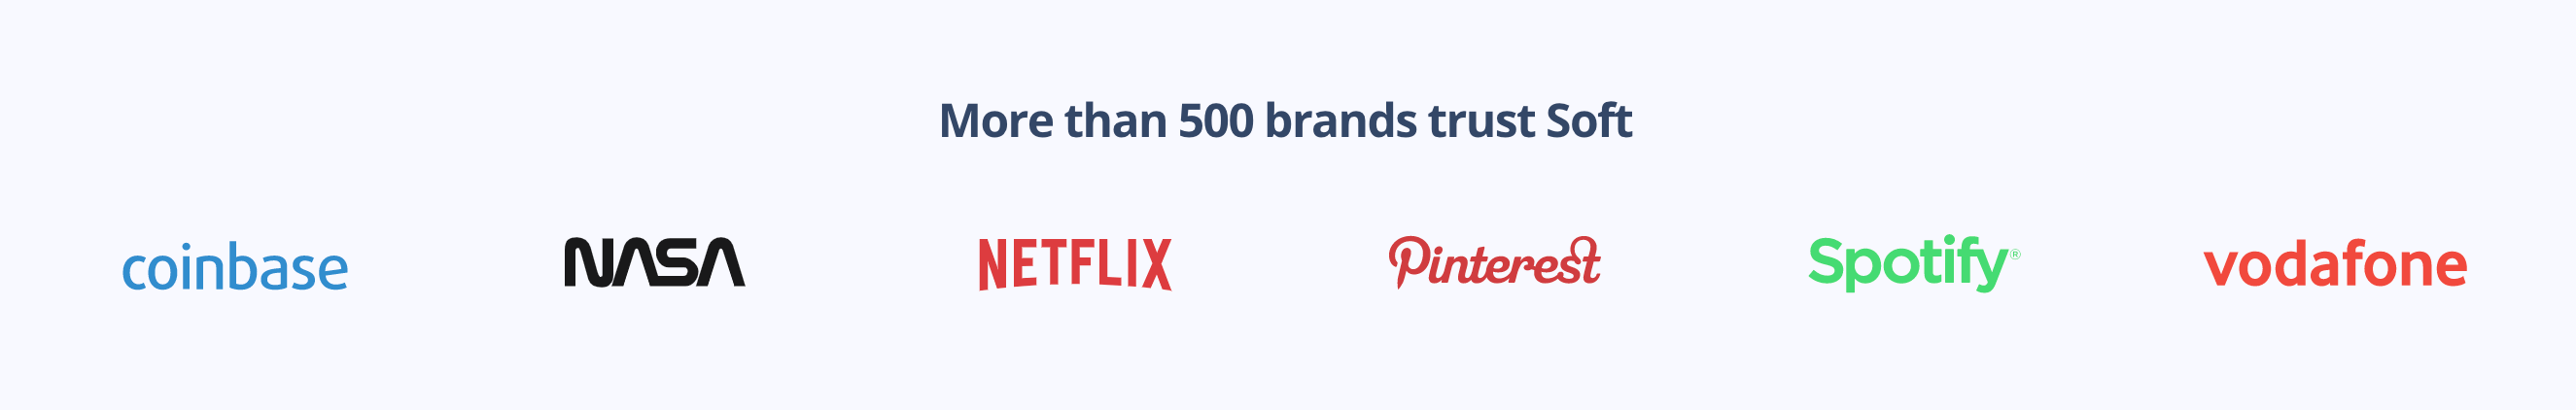 More than 500 brands trust Soft
coinbase NASA NETFLIX Pinterest Spotify® vodafone